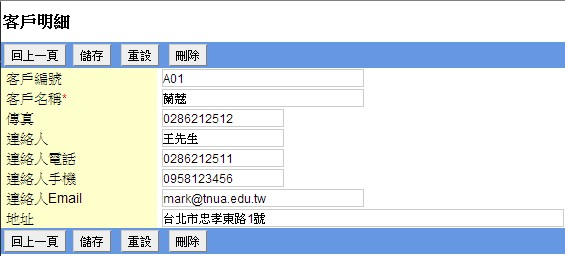 客戶明細
回上一頁 儲存 重設 刪除
客戶編號 A01
客戶名稱* 蘭蔻
傳真 0286212512
連絡人 王先生
連絡人電話 0286212511
連絡人手機 0958123456
連絡人Email mark@tnua.edu.tw
地址 台北市忠孝東路1號
回上一頁 儲存 重設 刪除